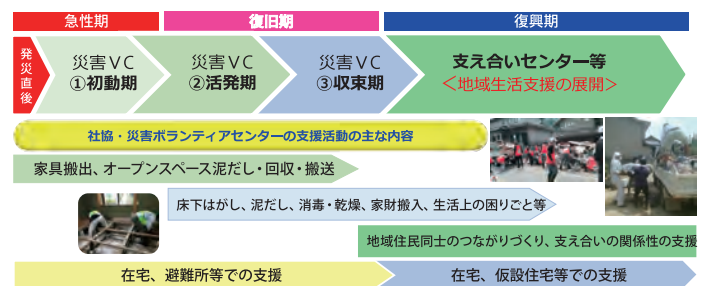 急性期
復旧期
復興期
発災直後
災害VC
①初動期
災害VC
②活発期
災害VC
③収束期
支え合いセンター等
＜地域生活支援の展開＞
社協・災害ボランティアセンターの支援活動の主な内容
家具搬出、オープンスペース泥だし・回収・搬送
床下はがし、泥だし、消毒・乾燥、家財搬入、生活上の困りごと等
地域住民同士のつながりづくり、支え合いの関係性の支援
在宅、避難所等での支援
在宅、仮設住宅等での支援